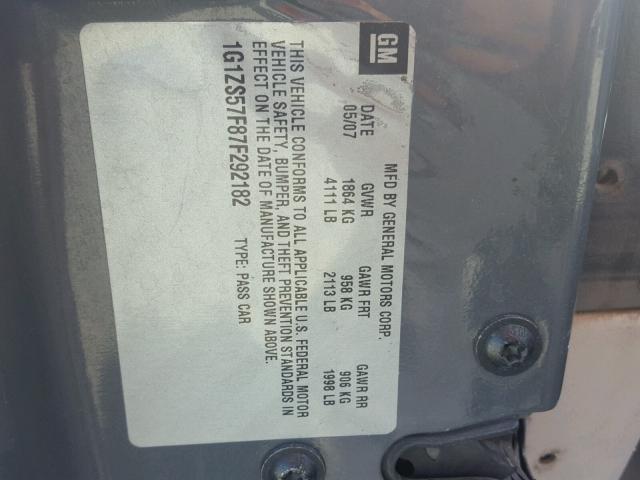 GM
MFD BY GENERAL MOTORS CORP.
DATE GVWR GAWR FRT GAWR RR
05/07 1864 KG 958 KG 906 KG
4111 LB 2113 LB 1998 LB
THIS VEHICLE CONFORMS TO ALL APPLICABLE U.S. FEDERAL MOTOR
VEHICLE SAFETY, BUMPER, AND THEFT PREVENTION STANDARDS IN
EFFECT ON THE DATE OF MANUFACTURE SHOWN ABOVE.
1G1ZS57F87F292182 TYPE: PASS CAR